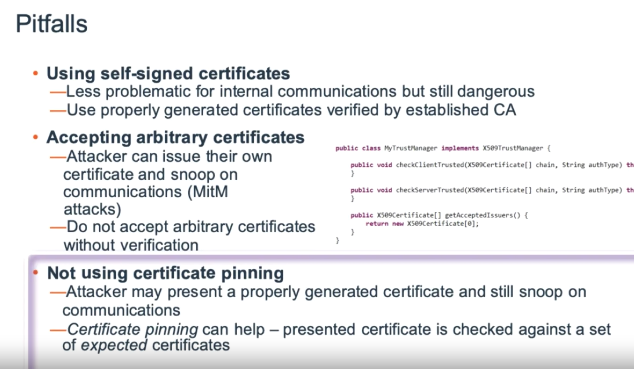 Pitfalls
• Using self-signed certificates
—Less problematic for internal communications but still dangerous
—Use properly generated certificates verified by established CA
• Accepting arbitrary certificates
—Attacker can issue their own
certificate and snoop on
communications (MitM
attacks)
—Do not accept arbitrary certificates
without verification
public class MyTrustManager implements X509TrustManager {
public void checkClientTrusted(X509Certificate[] chain, String authType) th
}
public void checkServerTrusted(X509Certificate[] chain, String authType) th
}
public X509Certificate[] getAcceptedIssuers() {
return new X509Certificate[0];
}
}
• Not using certificate pinning
—Attacker may present a properly generated certificate and still snoop on
communications
—Certificate pinning can help – presented certificate is checked against a set
of expected certificates